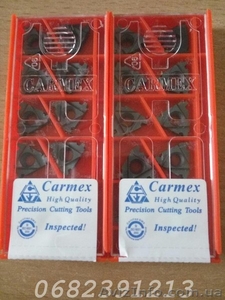 CARMEX CARMEX
Carmex Carmex
High Quality High Quality
Precision Cutting Tools Precision Cutting Tools
Inspected! Inspected!
0682391213